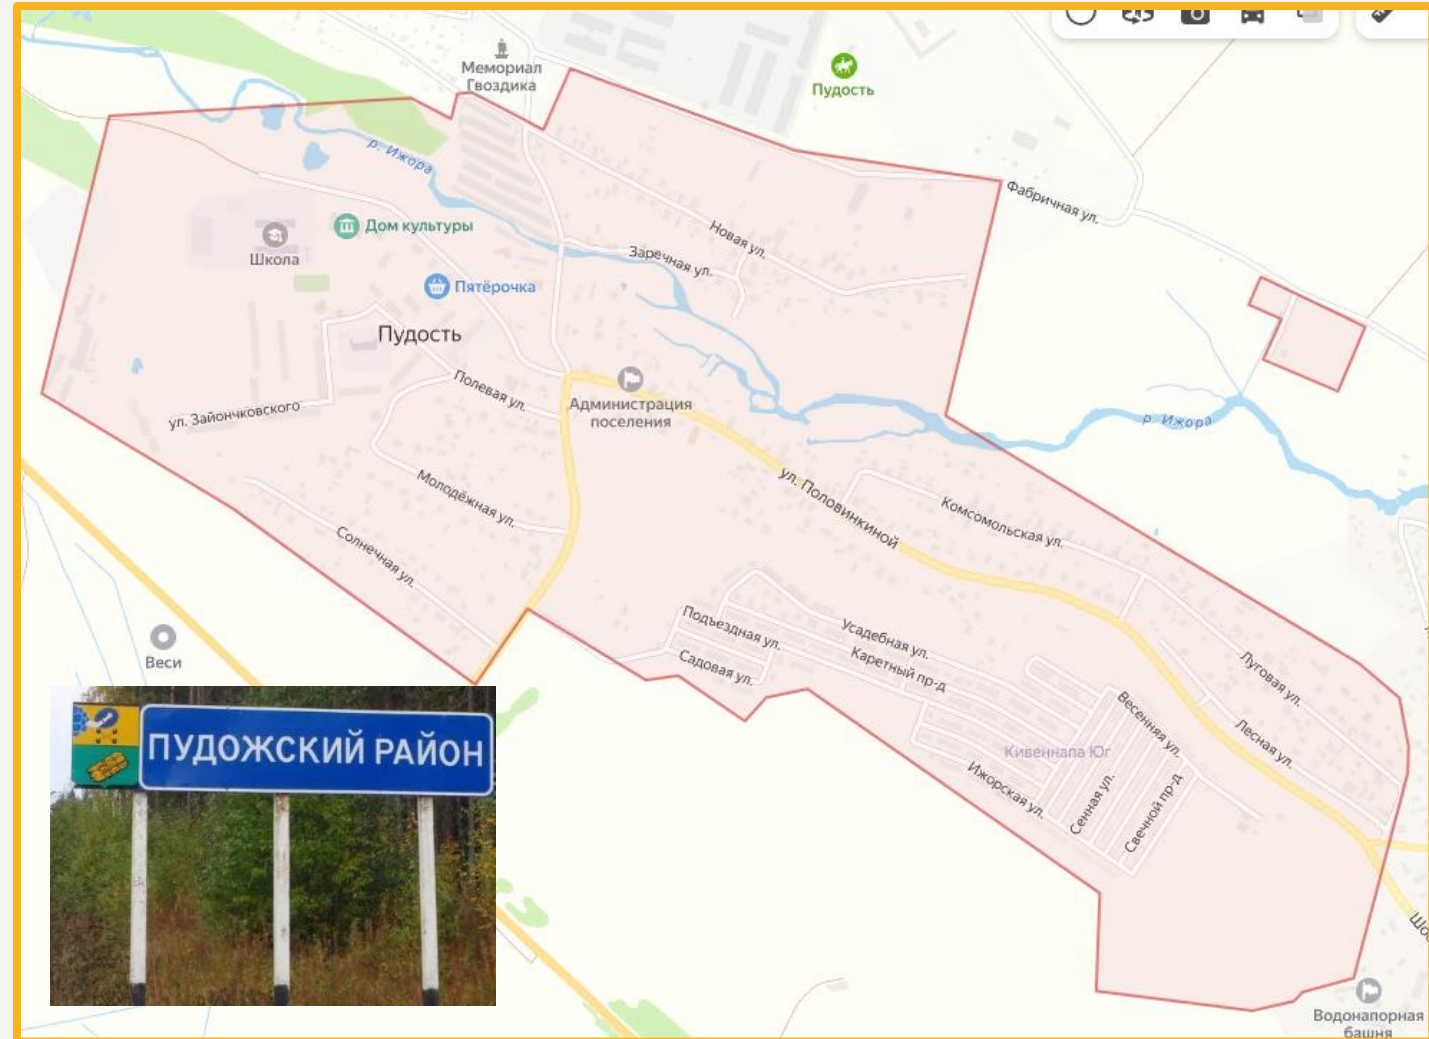 Мемориал
Гвоздика
Пудость
р. Ижора
Фабричная ул.
Дом культуры
Новая ул.
Школа
Заречная ул.
Пятёрочка
Пудость
Полевая ул.
Администрация
поселения
ул. Зайончковского
р. Ижора
Молодёжная ул.
ул. Половинкиной
Комсомольская ул.
Солнечная ул.
Подъездная ул.
Усадебная ул.
Каретный пр-д
Садовая ул.
Веси
Луговая ул.
Весенняя ул.
Лесная ул.
Кивеннапа Юг
Ижорская ул.
Сенная ул.
Свечной пр-д
ПУДОЖСКИЙ РАЙОН
Водонапорная
башня